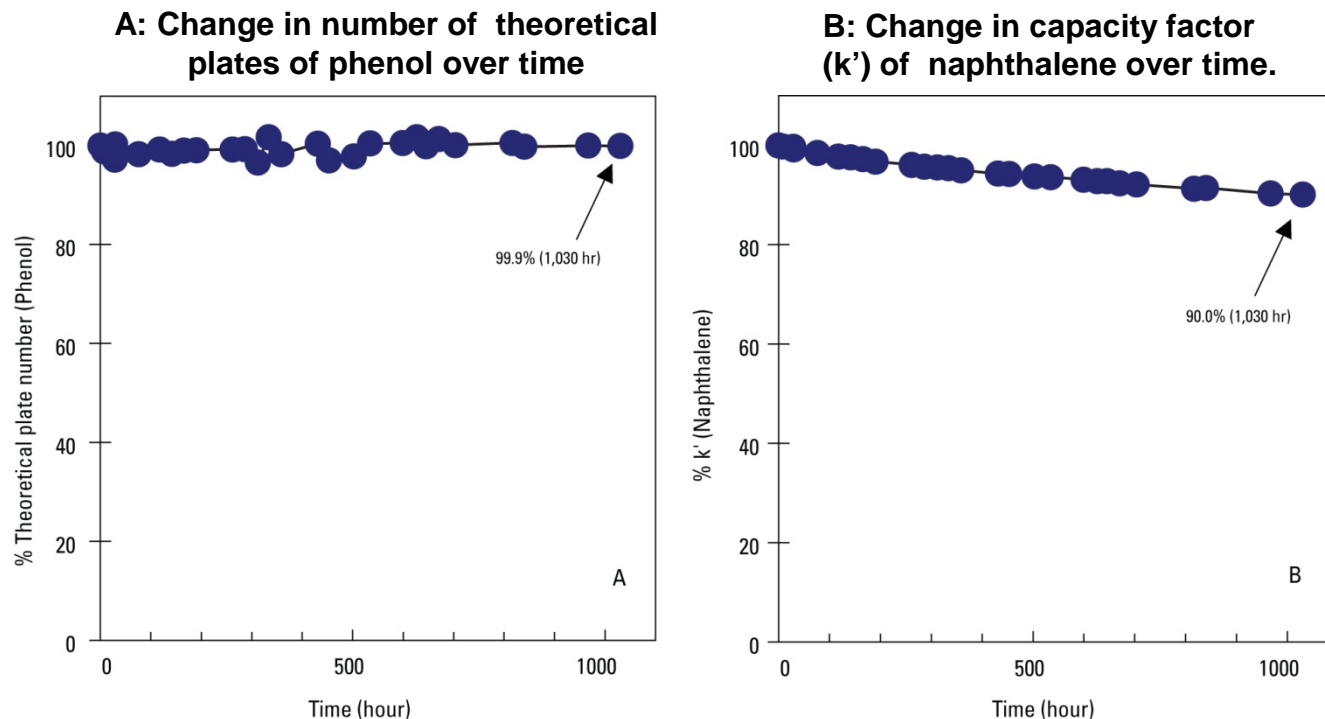 A: Change in number of theoretical
plates of phenol over time
% Theoretical plate number (Phenol)
100
80
60
40
20
0
99.9% (1,030 hr)
A
0 500 1000
Time (hour)
B: Change in capacity factor
(k’) of naphthalene over time.
% k' (Naphthalene)
100
80
60
40
20
0
90.0% (1,030 hr)
B
0 500 1000
Time (hour)